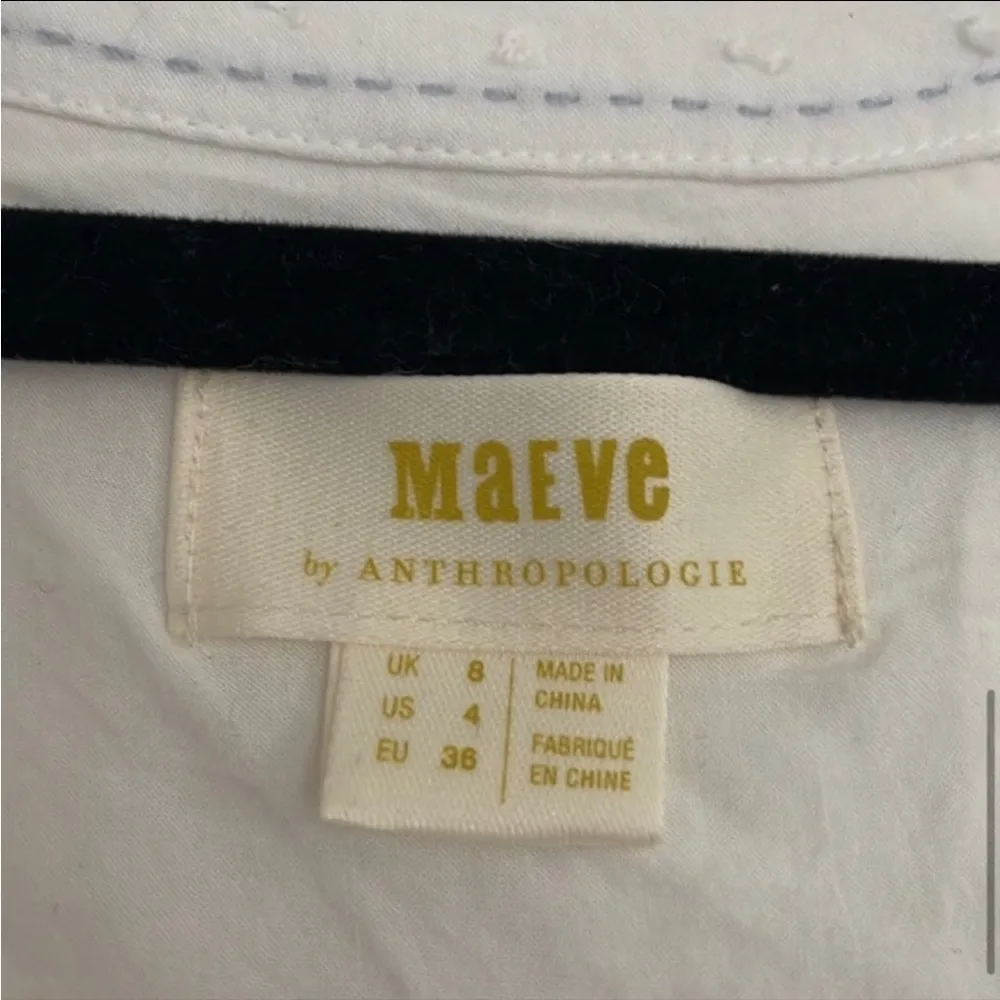 MaEVe
by ANTHROPOLOGIE
UK 8
US 4
EU 36
MADE IN
CHINA
FABRIQUÉ
EN CHINE